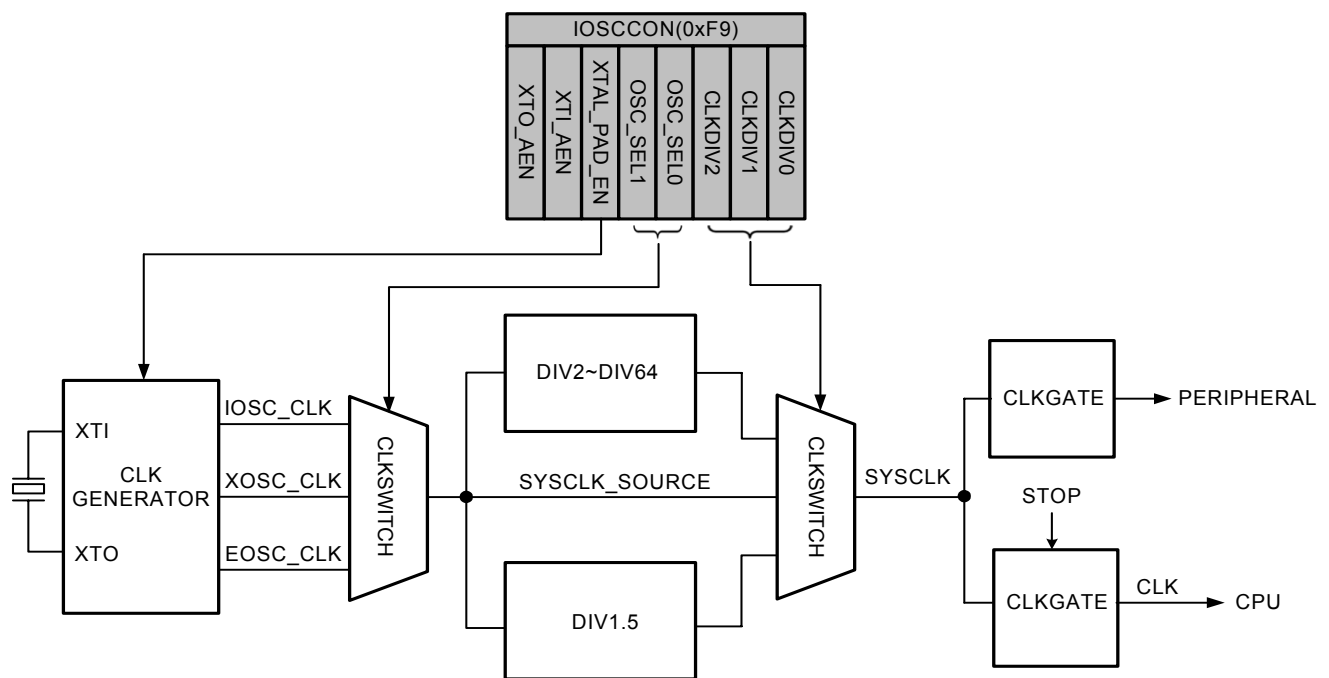 IOSCCON(0xF9)
XTO_AEN
XTI_AEN
XTAL_PAD_EN
OSC_SEL1
OSC_SEL0
CLKDIV2
CLKDIV1
CLKDIV0
XTI
CLK
GENERATOR
XTO
IOSC_CLK
XOSC_CLK
EOSC_CLK
CLKSWITCH
DIV2~DIV64
SYSCLK_SOURCE
DIV1.5
CLKSWITCH
SYSCLK
CLKGATE
PERIPHERAL
STOP
CLKGATE
CLK
CPU